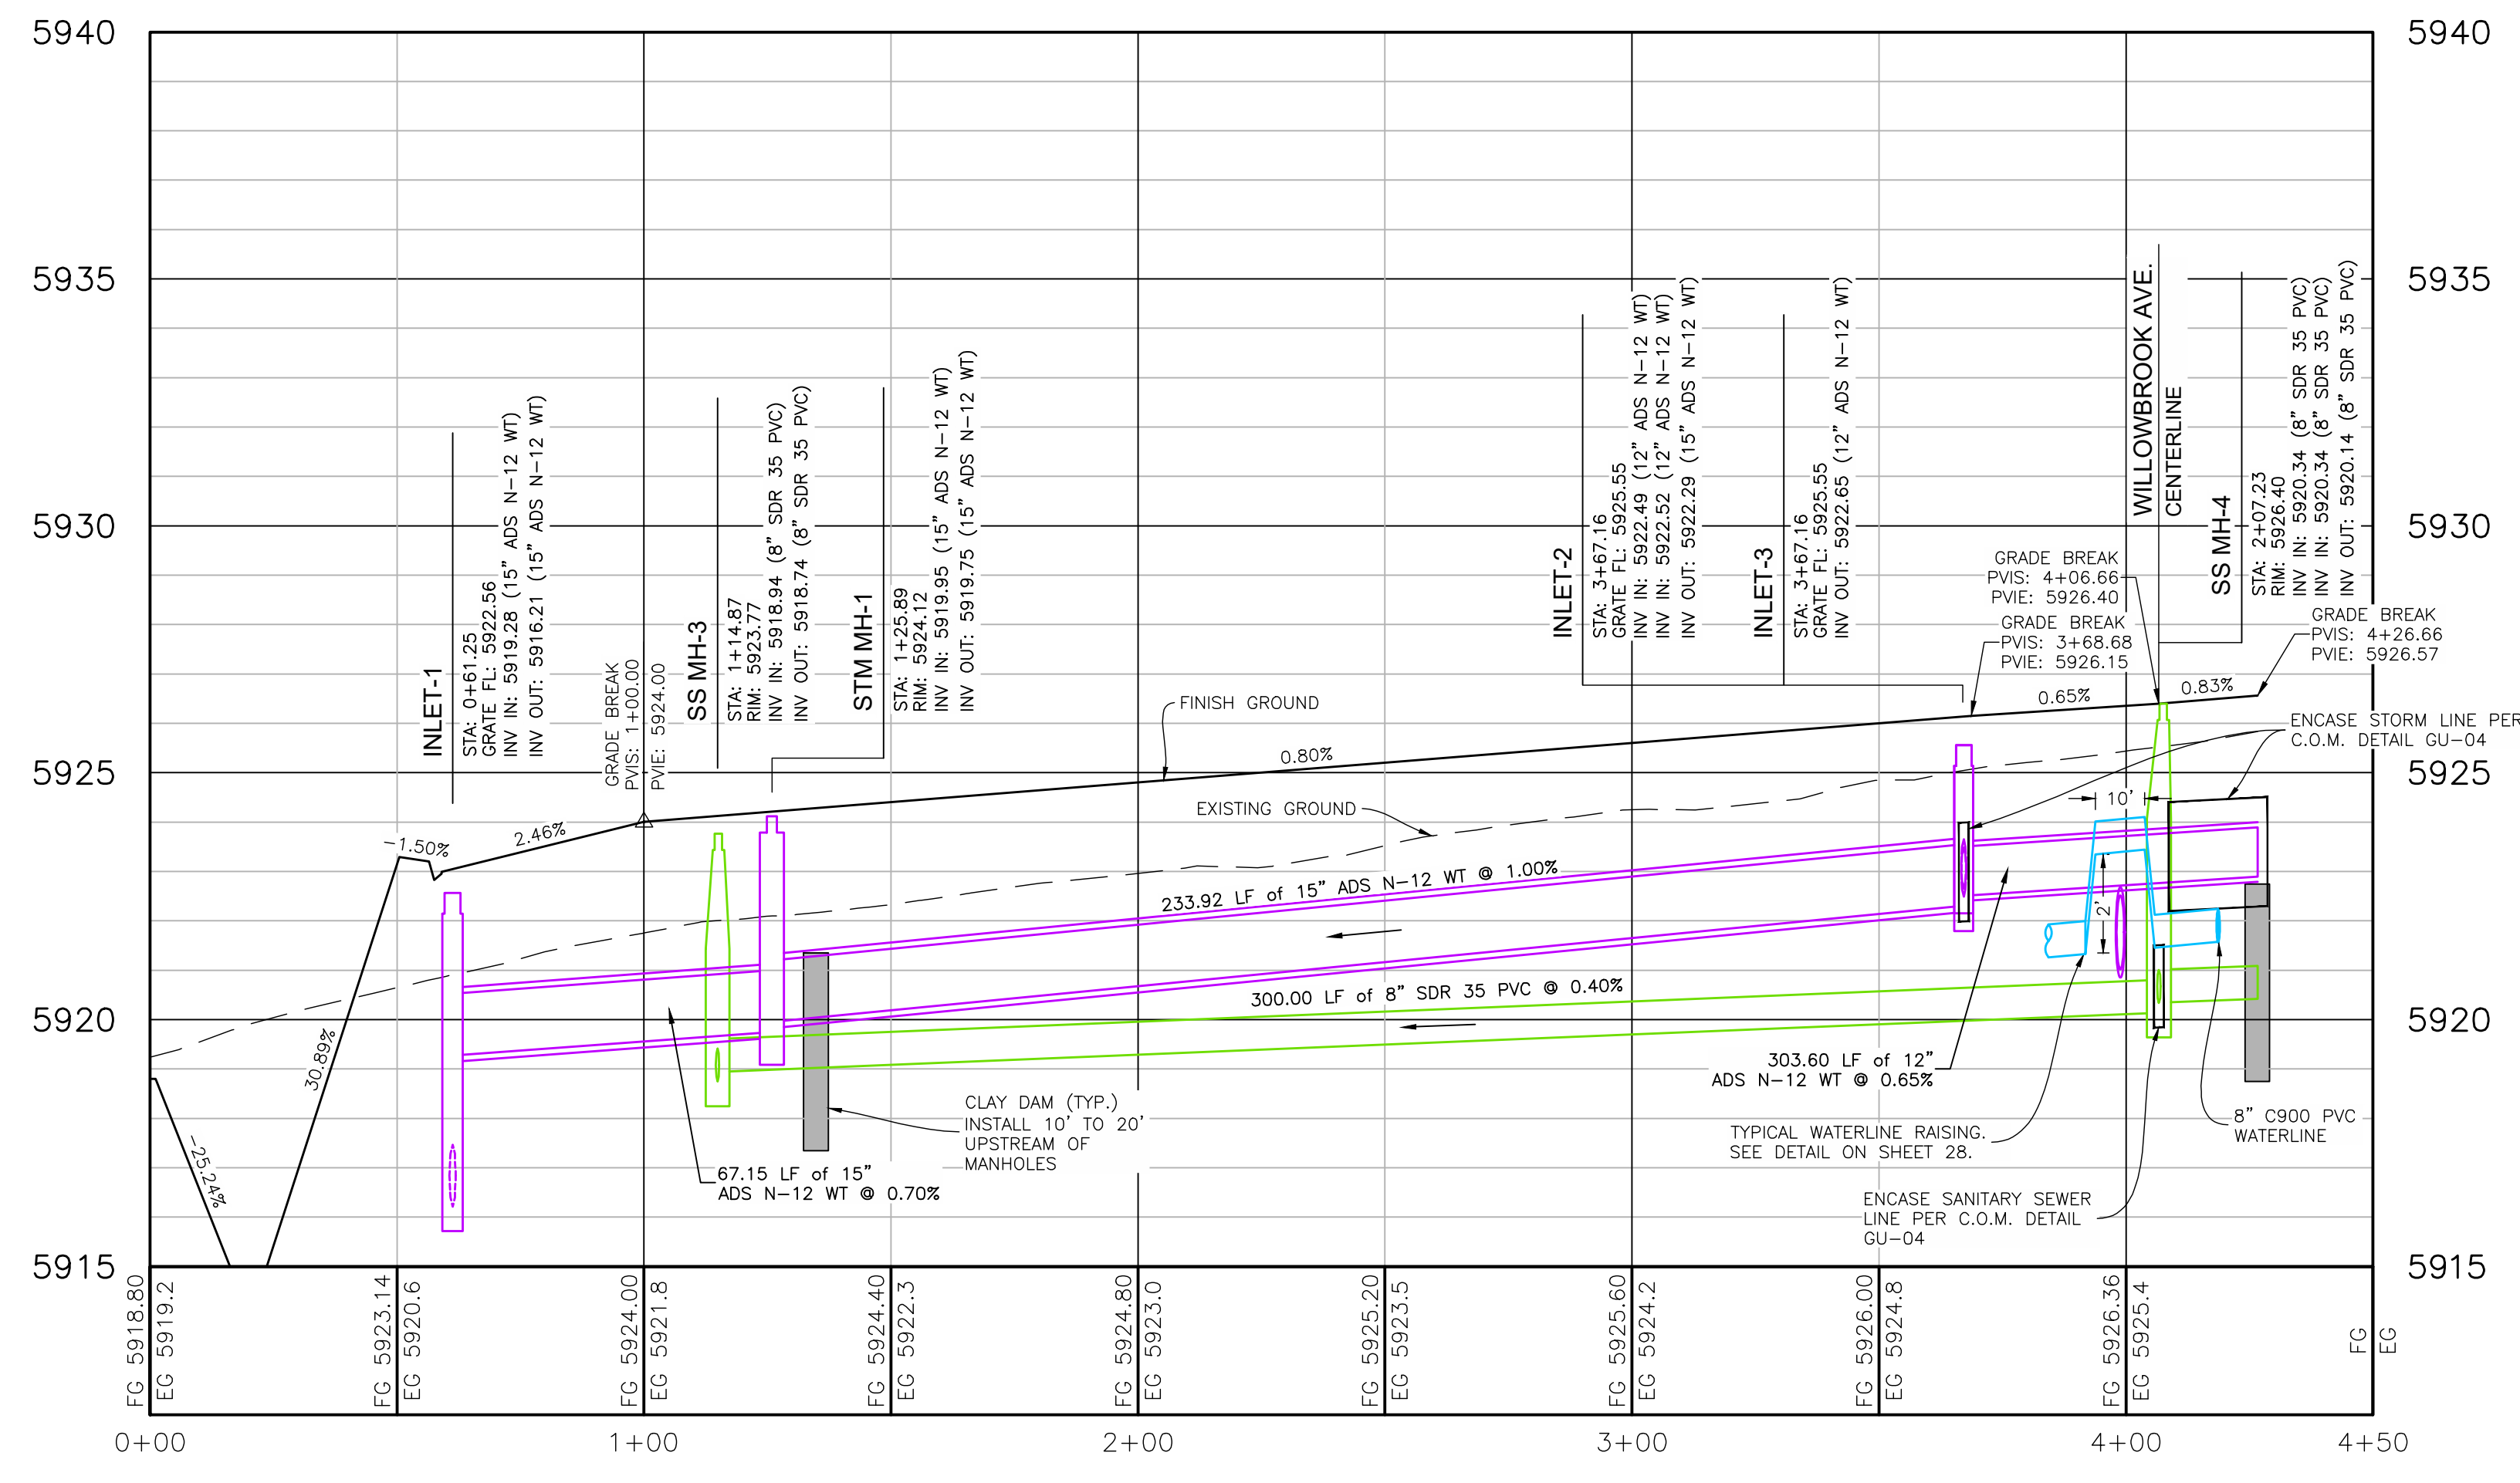 5940
5940
5935
5935
5930
5930
5925
5925
5920
5920
5915
5915
INLET-1
STA: 0+61.25
GRATE FL: 5922.56
INV IN: 5919.28 (15” ADS N-12 WT)
INV OUT: 5916.21 (15” ADS N-12 WT)
GRADE BREAK
PVIS: 1+00.00
PVIE: 5924.00
SS MH-3
STA: 1+14.87
RIM: 5923.77
INV IN: 5918.94 (8” SDR 35 PVC)
INV OUT: 5918.74 (8” SDR 35 PVC)
STM MH-1
STA: 1+25.89
RIM: 5924.12
INV IN: 5919.95 (15” ADS N-12 WT)
INV OUT: 5919.75 (15” ADS N-12 WT)
INLET-2
STA: 3+67.16
GRATE FL: 5925.55
INV IN: 5922.49 (12” ADS N-12 WT)
INV IN: 5922.52 (12” ADS N-12 WT)
INV OUT: 5922.29 (15” ADS N-12 WT)
INLET-3
STA: 3+67.16
GRATE FL: 5925.55
INV OUT: 5922.65 (12” ADS N-12 WT)
WILLOWBROOK AVE.
CENTERLINE
SS MH-4
STA: 2+07.23
RIM: 5926.40
INV IN: 5920.34 (8” SDR 35 PVC)
INV IN: 5920.34 (8” SDR 35 PVC)
INV OUT: 5920.14 (8” SDR 35 PVC)
GRADE BREAK
PVIS: 4+06.66
PVIE: 5926.40
GRADE BREAK
PVIS: 3+68.68
PVIE: 5926.15
GRADE BREAK
PVIS: 4+26.66
PVIE: 5926.57
FINISH GROUND
0.80%
0.65%
0.83%
ENCASE STORM LINE PER
C.O.M. DETAIL GU-04
EXISTING GROUND
10'
2'
-1.50%
2.46%
30.89%
-25.24%
233.92 LF of 15” ADS N-12 WT @ 1.00%
300.00 LF of 8” SDR 35 PVC @ 0.40%
303.60 LF of 12”
ADS N-12 WT @ 0.65%
CLAY DAM (TYP.)
INSTALL 10' TO 20'
UPSTREAM OF
MANHOLES
67.15 LF of 15”
ADS N-12 WT @ 0.70%
TYPICAL WATERLINE RAISING.
SEE DETAIL ON SHEET 28.
8” C900 PVC
WATERLINE
ENCASE SANITARY SEWER
LINE PER C.O.M. DETAIL
GU-04
FG 5918.80
EG 5919.2
FG 5923.14
EG 5920.6
FG 5924.00
EG 5921.8
FG 5924.40
EG 5922.3
FG 5924.80
EG 5923.0
FG 5925.20
EG 5923.5
FG 5925.60
EG 5924.2
FG 5926.00
EG 5924.8
FG 5926.36
EG 5925.4
FG
EG
0+00
1+00
2+00
3+00
4+00
4+50